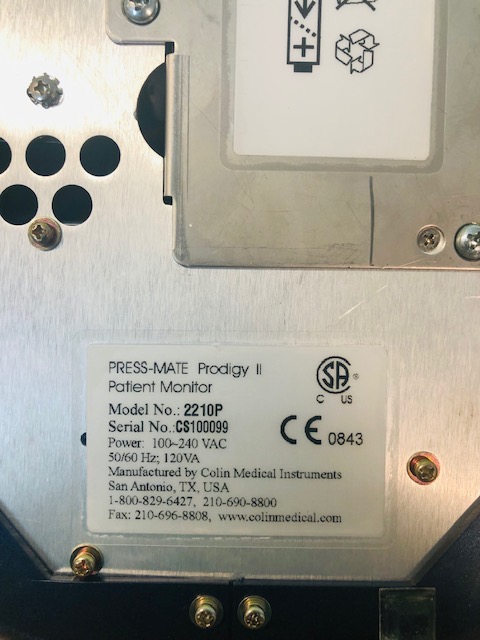 PRESS-MATE Prodigy II
Patient Monitor
Model No.: 2210P
Serial No.:CS100099
Power: 100~240 VAC
50/60 Hz; 120VA
Manufactured by Colin Medical Instruments
San Antonio, TX, USA
1-800-829-6427, 210-690-8800
Fax: 210-696-8808, www.colinmedical.com
SA ®
C US
CE 0843